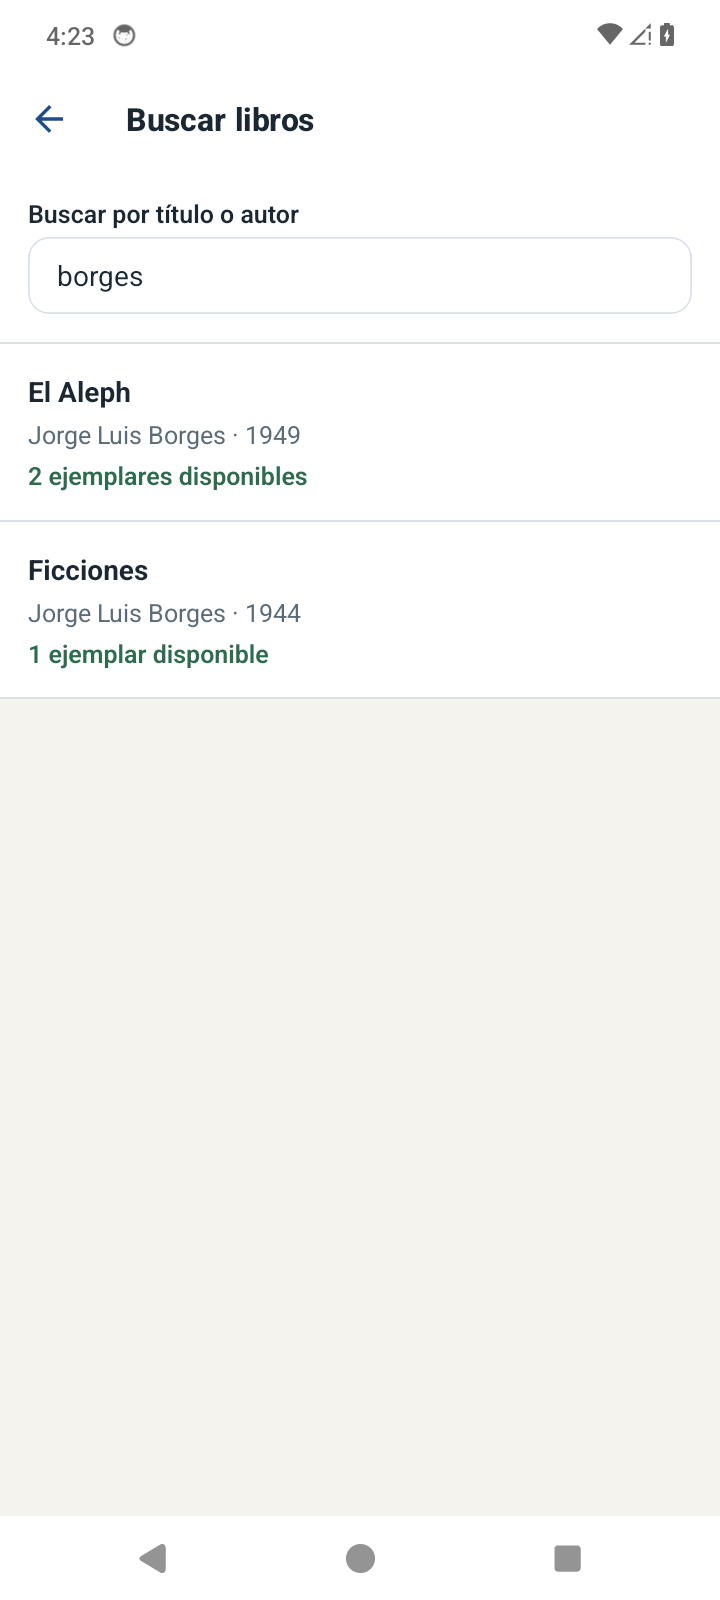 4:23
Buscar libros
Buscar por título o autor
borges
El Aleph
Jorge Luis Borges · 1949
2 ejemplares disponibles
Ficciones
Jorge Luis Borges · 1944
1 ejemplar disponible